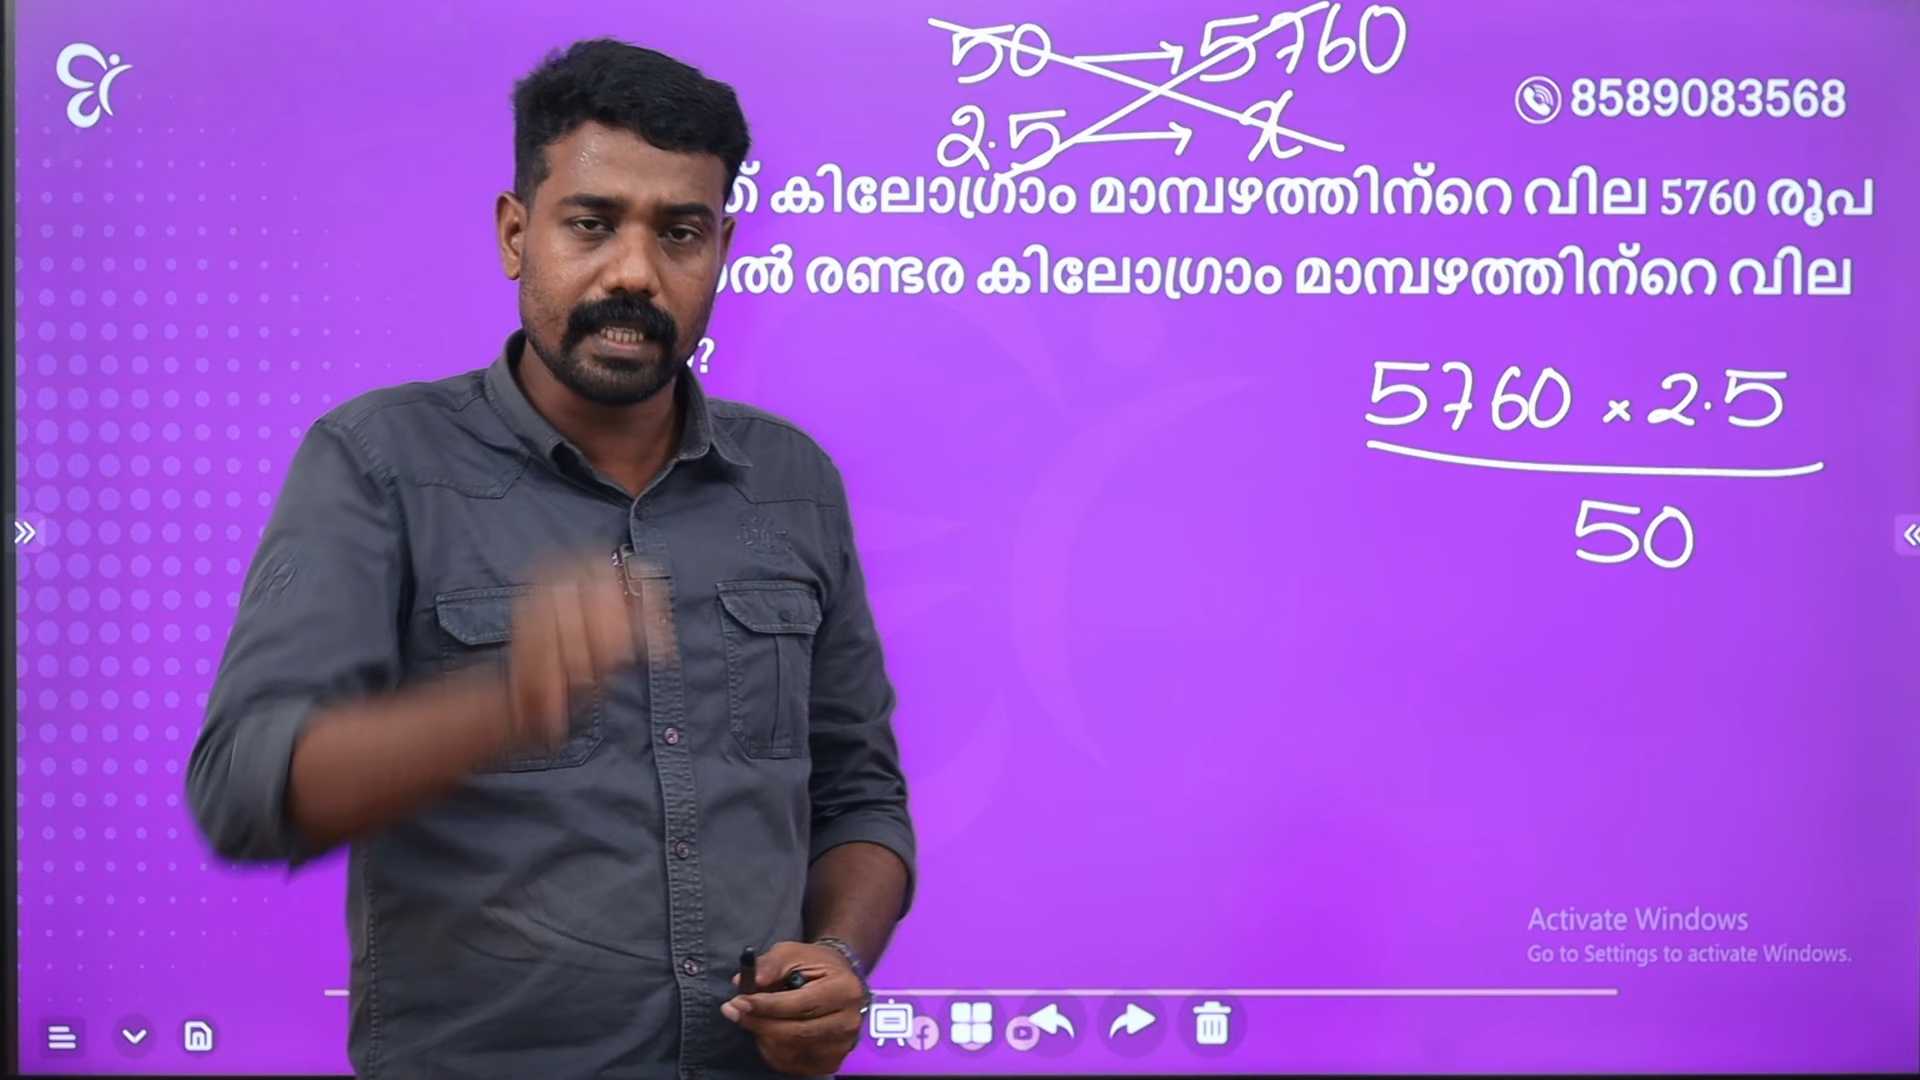 50 → 5760
2.5 → x
8589083568
കിലോഗ്രാം മാമ്പഴത്തിന്റെ വില 5760 രൂപ
രണ്ടര കിലോഗ്രാം മാമ്പഴത്തിന്റെ വില
?
5760 × 2.5
50
Activate Windows
Go to Settings to activate Windows.